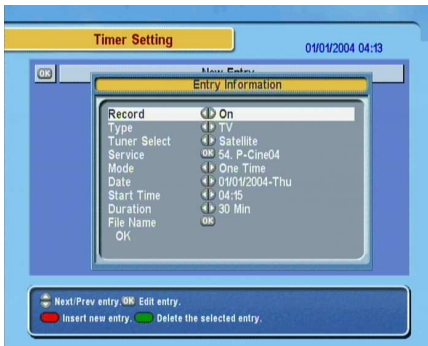 Timer Setting
01/01/2004 04:13
OK New Entry
Entry Information
Record On
Type TV
Tuner Select Satellite
Service OK 54. P-Cine04
Mode One Time
Date 01/01/2004-Thu
Start Time 04:15
Duration 30 Min
File Name OK
OK
Next/Prev entry, OK Edit entry.
Insert new entry. Delete the selected entry.